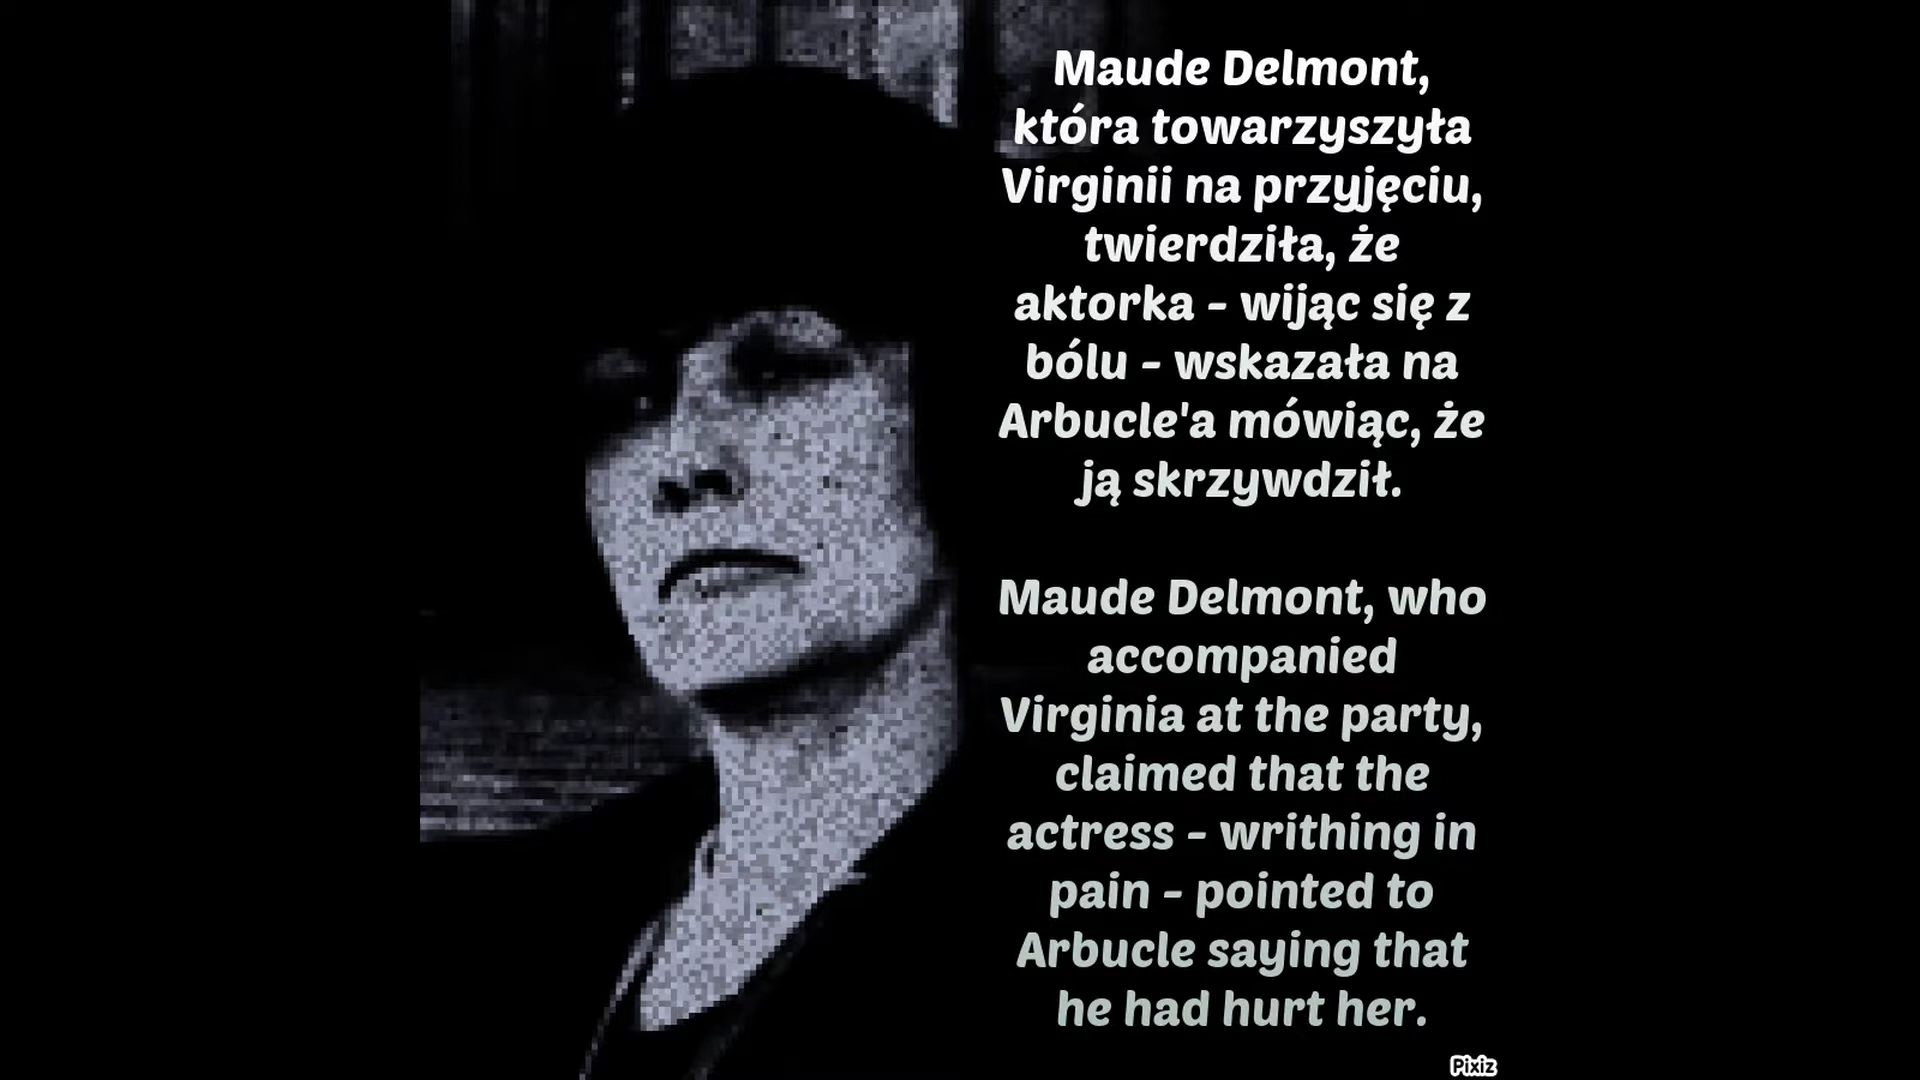 Maude Delmont,
która towarzyszyła
Virginii na przyjęciu,
twierdziła, że
aktorka - wijąc się z
bólu - wskazała na
Arbucle'a mówiąc, że
ją skrzywdził.
Maude Delmont, who
accompanied
Virginia at the party,
claimed that the
actress - writhing in
pain - pointed to
Arbucle saying that
he had hurt her.
Pixiz